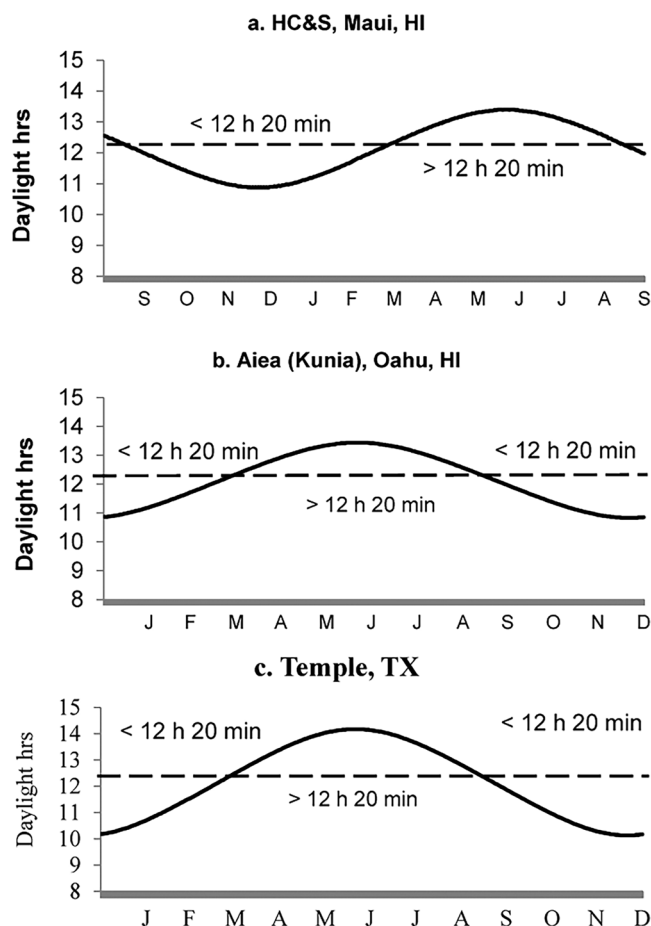 a. HC&S, Maui, HI
Daylight hrs
15
14
13
12
11
10
9
8
< 12 h 20 min
> 12 h 20 min
S O N D J F M A M J J A S
b. Aiea (Kunia), Oahu, HI
Daylight hrs
15
14
13
12
11
10
9
8
< 12 h 20 min
< 12 h 20 min
> 12 h 20 min
J F M A M J J A S O N D
c. Temple, TX
Daylight hrs
15
14
13
12
11
10
9
8
< 12 h 20 min
< 12 h 20 min
> 12 h 20 min
J F M A M J J A S O N D